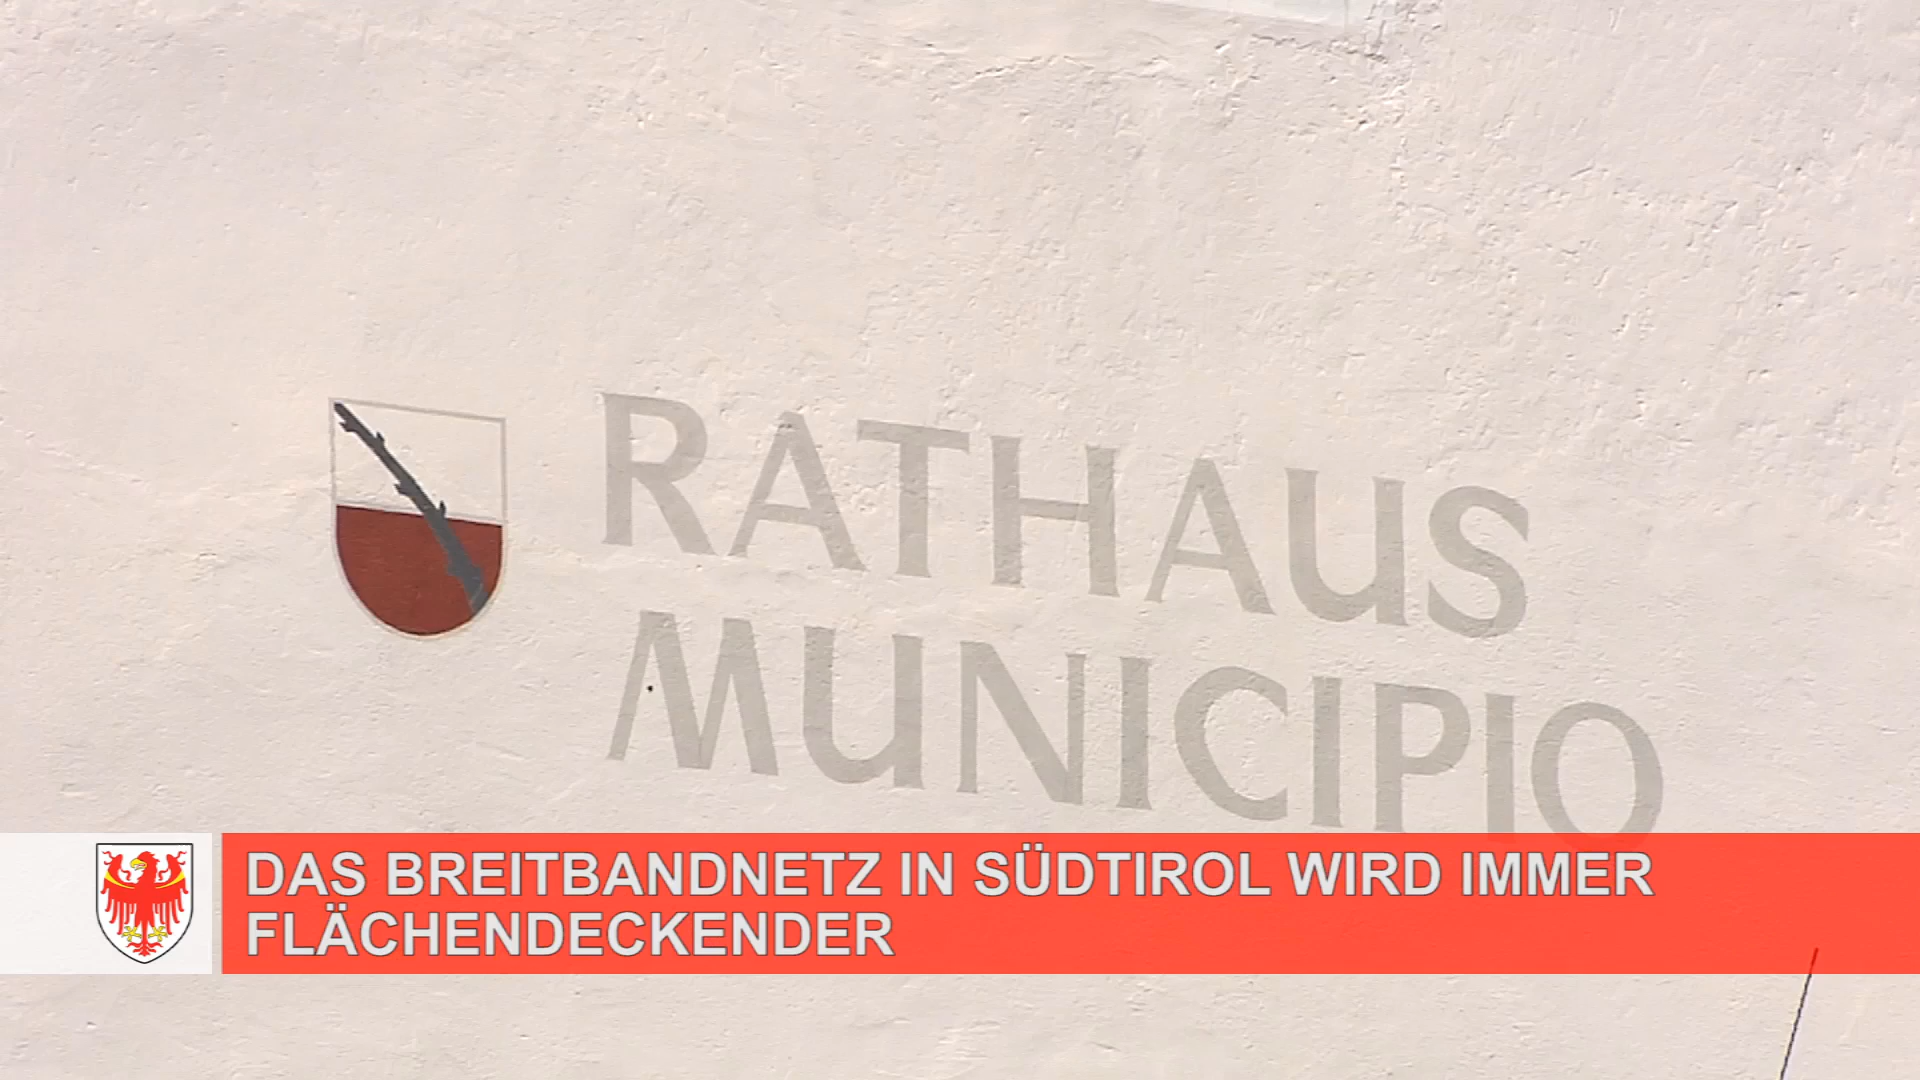 RATHAUS
MUNICIPIO
DAS BREITBANDNETZ IN SÜDTIROL WIRD IMMER
FLÄCHENDECKENDER